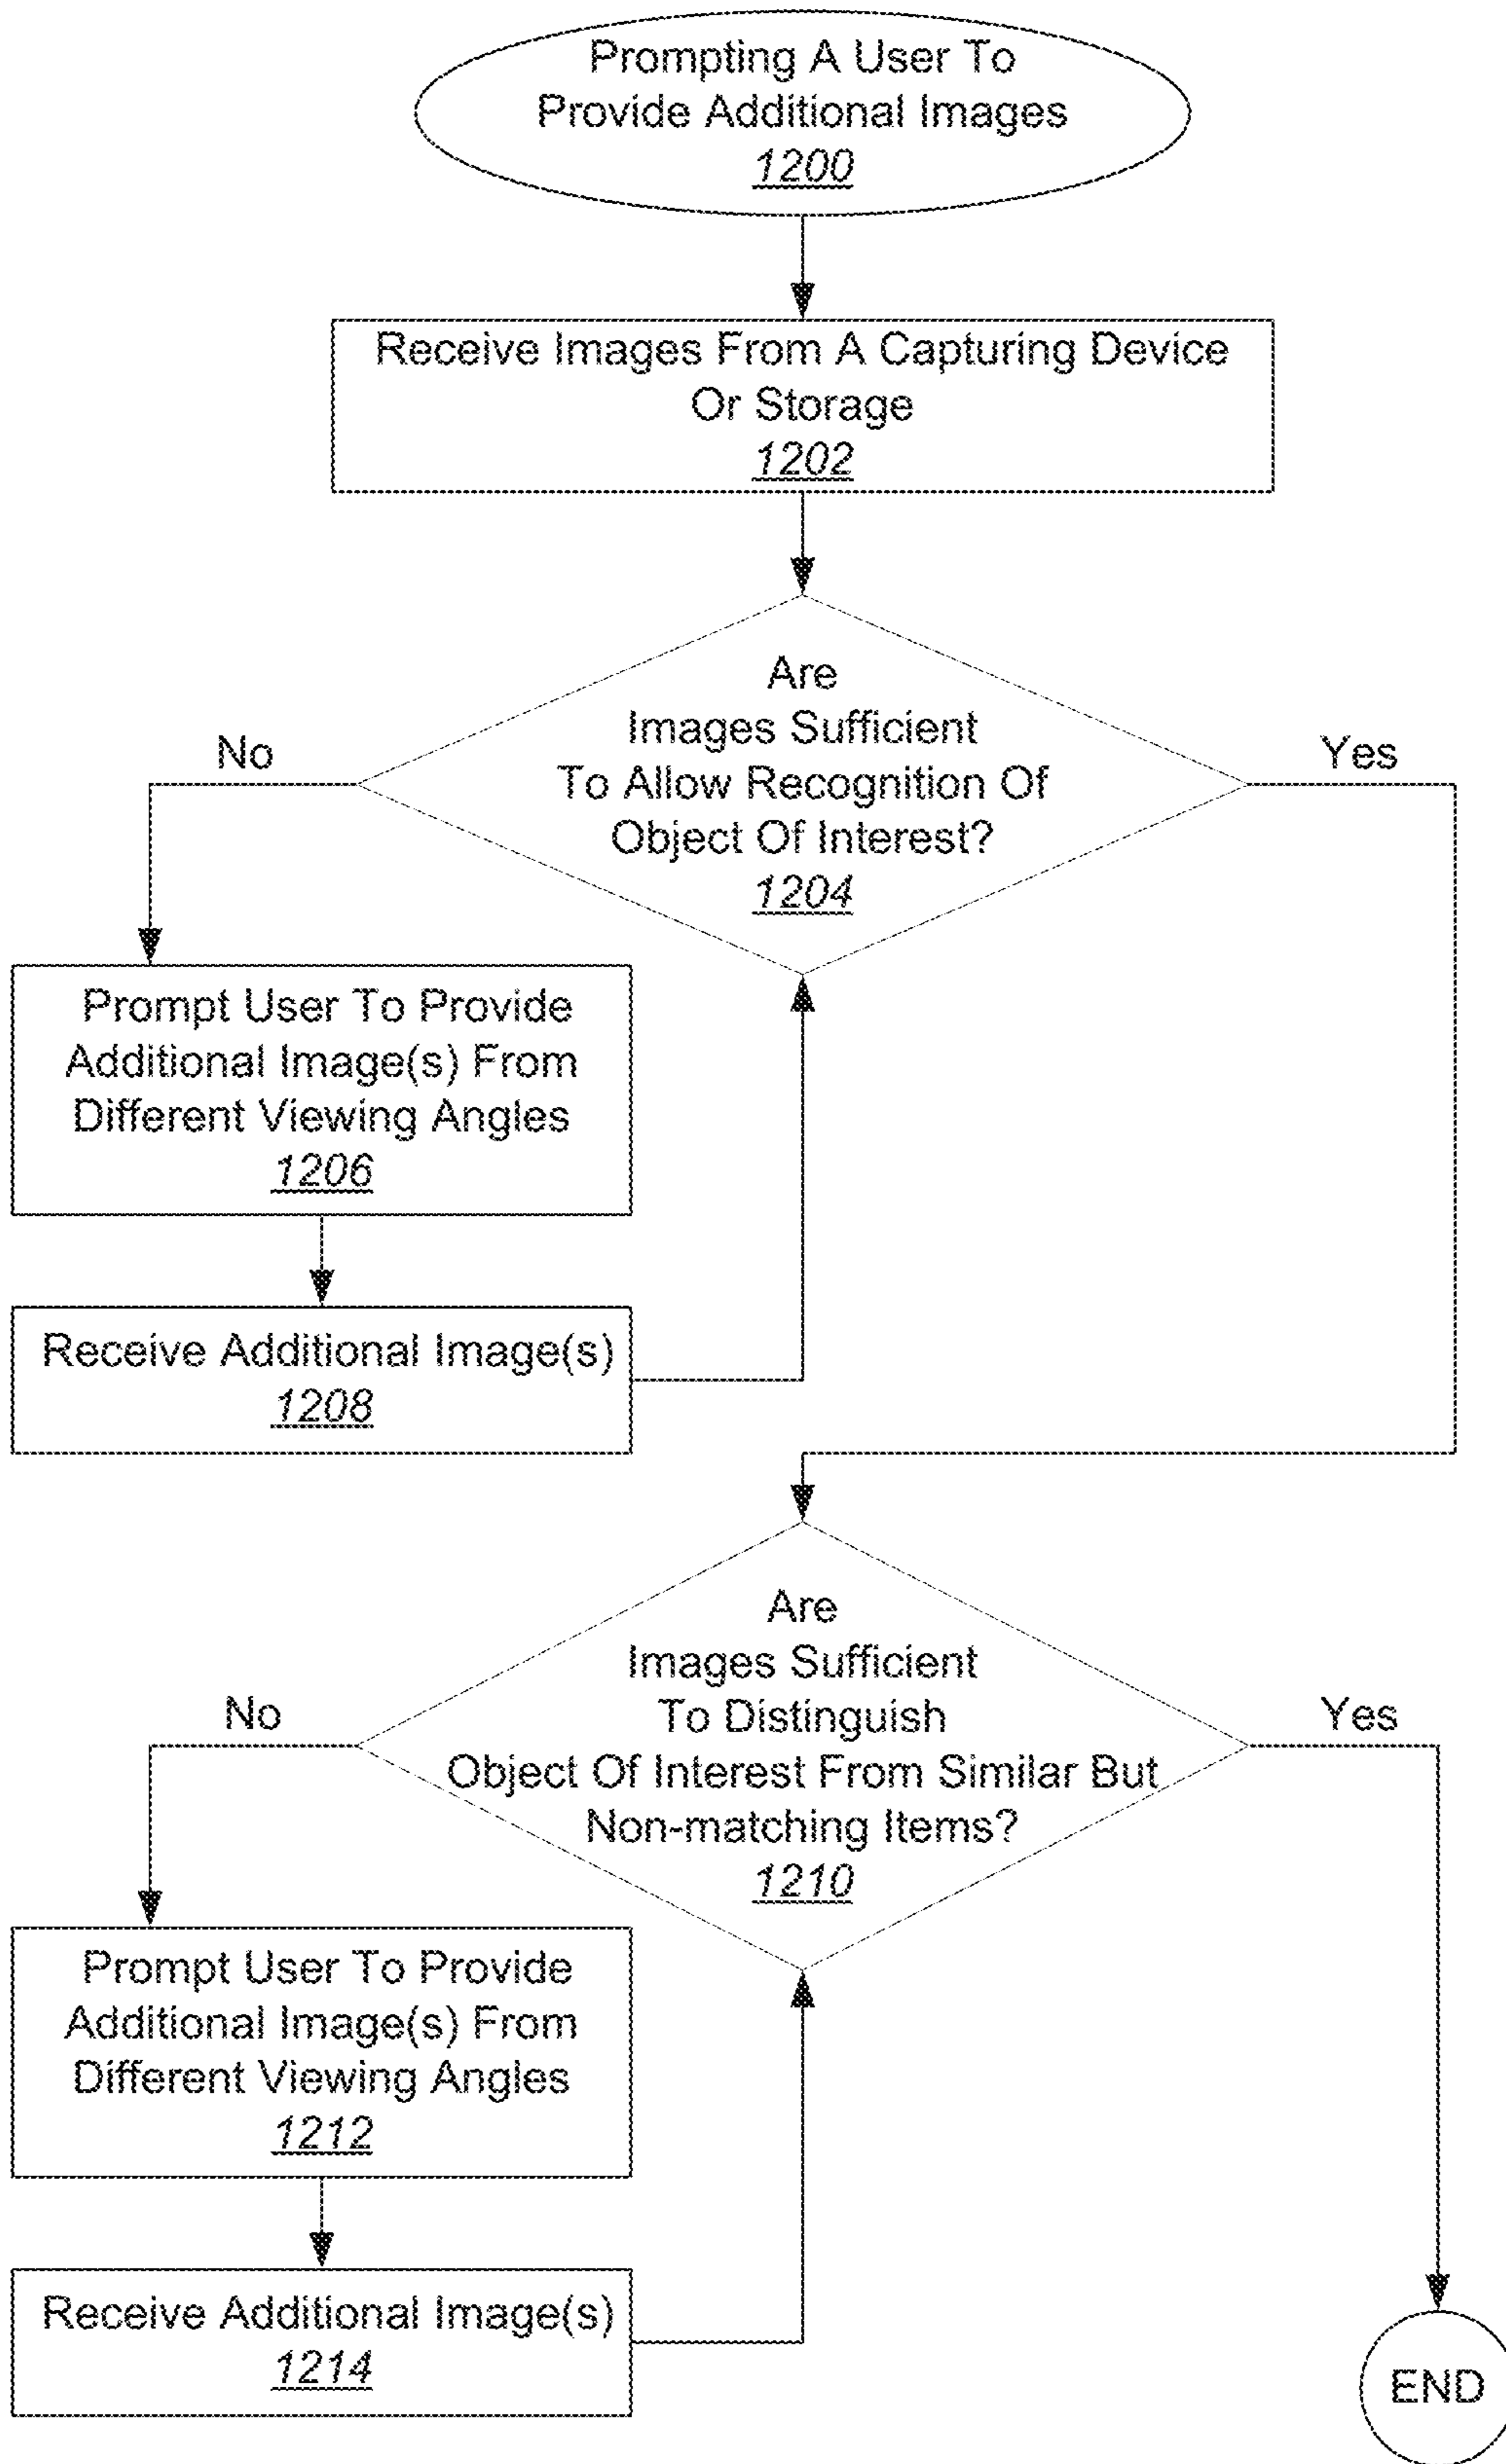 Prompting A User To
Provide Additional Images
1200
Receive Images From A Capturing Device
Or Storage
1202
Are
Images Sufficient
To Allow Recognition Of
Object Of Interest?
1204
No
Yes
Prompt User To Provide
Additional Image(s) From
Different Viewing Angles
1206
Receive Additional Image(s)
1208
Are
Images Sufficient
To Distinguish
Object Of Interest From Similar But
Non-matching Items?
1210
No
Yes
Prompt User To Provide
Additional Image(s) From
Different Viewing Angles
1212
Receive Additional Image(s)
1214
END